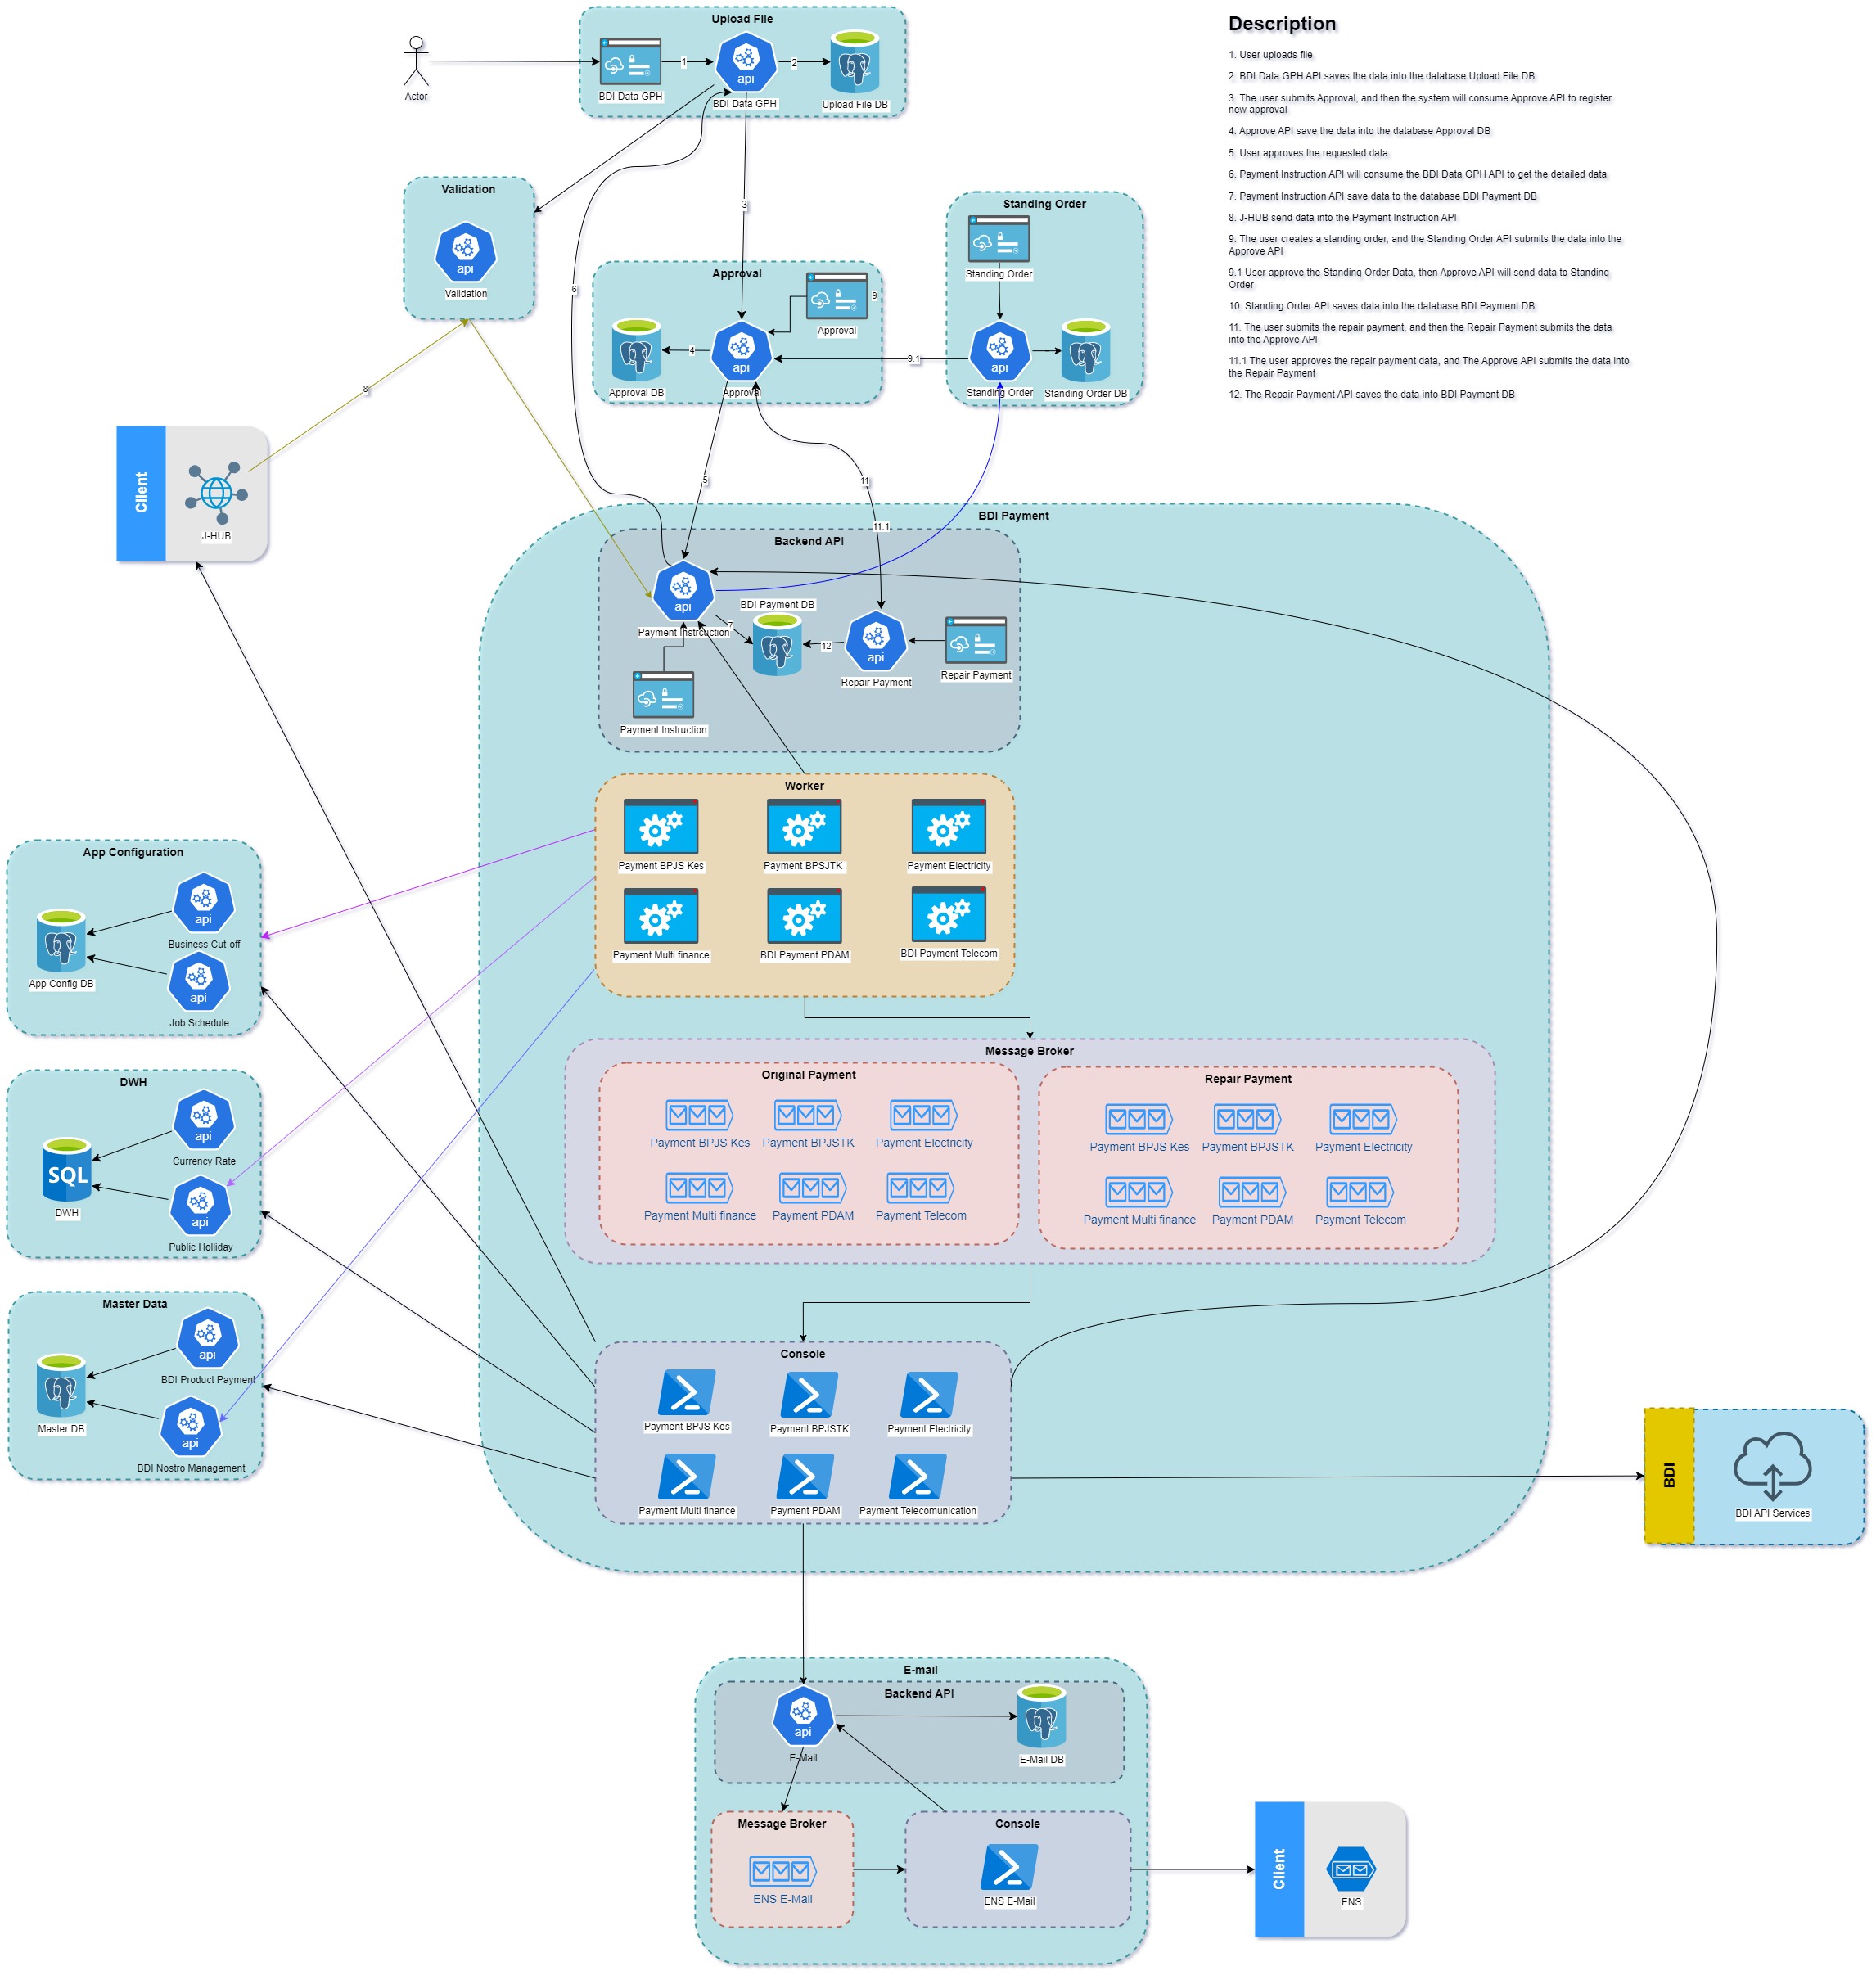 Upload File
Description
1. User uploads file
2. BDI Data GPH API saves the data into the database Upload File DB
3. The user submits Approval, and then the system will consume Approve API to register
new approval
4. Approve API save the data into the database Approval DB
5. User approves the requested data
6. Payment Instruction API will consume the BDI Data GPH API to get the detailed data
7. Payment Instruction API save data to the database BDI Payment DB
8. J-HUB send data into the Payment Instruction API
9. The user creates a standing order, and the Standing Order API submits the data into the
Approve API
9.1 User approve the Standing Order Data, then Approve API will send data to Standing
Order
10. Standing Order API saves data into the database BDI Payment DB
11. The user submits the repair payment, and then the Repair Payment submits the data
into the Approve API
11.1 The user approves the repair payment data, and The Approve API submits the data into
the Repair Payment
12. The Repair Payment API saves the data into BDI Payment DB
Actor
1
2
api
BDI Data GPH
BDI Data GPH
Upload File DB
Validation
api
Validation
3
6
Standing Order
Standing Order
api
Standing Order
Standing Order DB
Approval
9
Approval
4
api
9.1
Approval DB
Approval
8
Client
J-HUB
5
11
11.1
BDI Payment
Backend API
api
Payment Instrcuction
7
BDI Payment DB
12
api
Repair Payment
Repair Payment
Payment Instruction
Worker
Payment BPJS Kes
Payment BPSJTK
Payment Electricity
Payment Multi finance
BDI Payment PDAM
BDI Payment Telecom
App Configuration
api
Business Cut-off
App Config DB
api
Job Schedule
Message Broker
Original Payment
Payment BPJS Kes
Payment BPJSTK
Payment Electricity
Payment Multi finance
Payment PDAM
Payment Telecom
Repair Payment
Payment BPJS Kes
Payment BPJSTK
Payment Electricity
Payment Multi finance
Payment PDAM
Payment Telecom
DWH
api
Currency Rate
SQL
DWH
api
Public Holliday
Master Data
api
BDI Product Payment
Master DB
api
BDI Nostro Management
Console
Payment BPJS Kes
Payment BPJSTK
Payment Electricity
Payment Multi finance
Payment PDAM
Payment Telecomunication
BDI
BDI API Services
E-mail
Backend API
api
E-Mail
E-Mail DB
Message Broker
ENS E-Mail
Console
ENS E-Mail
Client
ENS